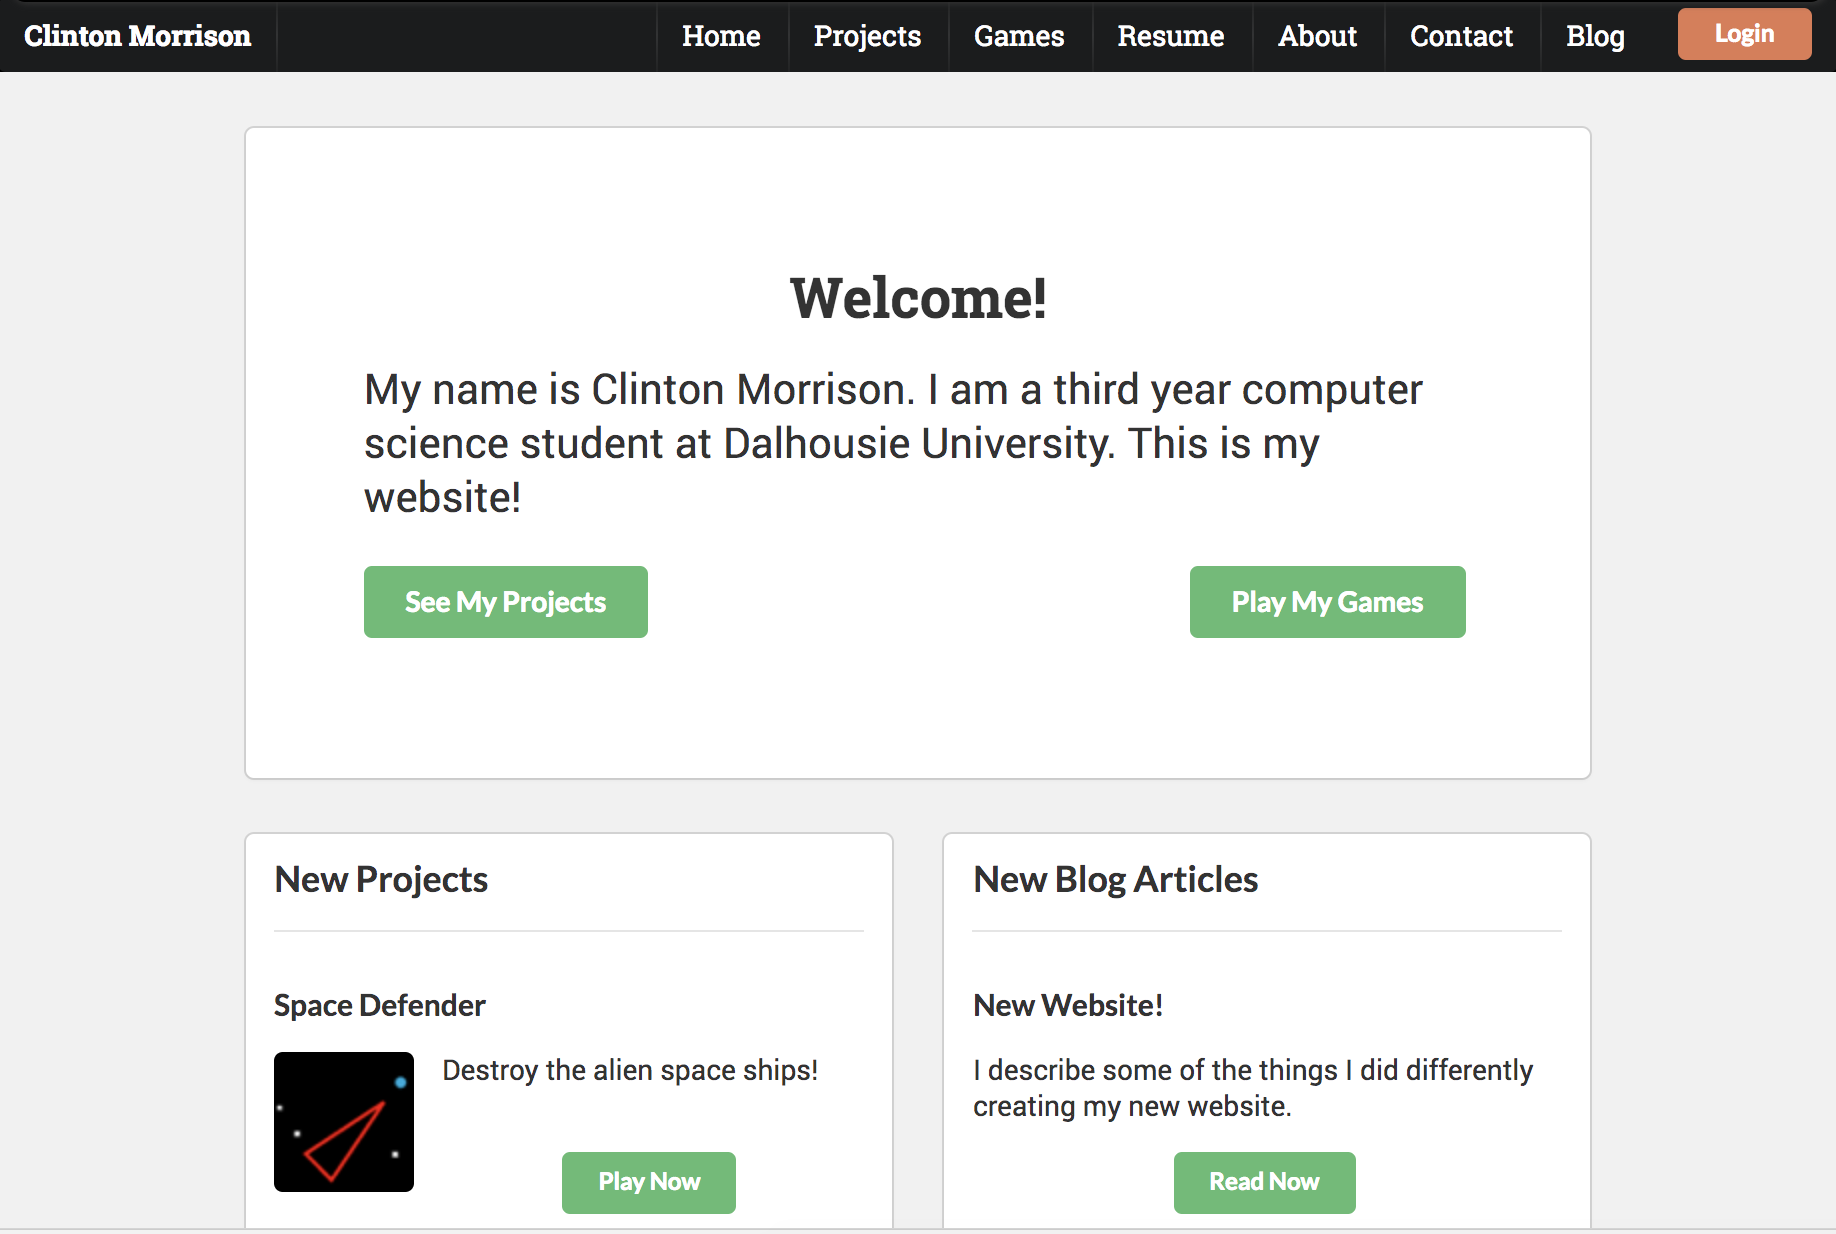 Clinton Morrison
Home Projects Games Resume About Contact Blog Login
Welcome!
My name is Clinton Morrison. I am a third year computer
science student at Dalhousie University. This is my
website!
See My Projects
Play My Games
New Projects
Space Defender
Destroy the alien space ships!
Play Now
New Blog Articles
New Website!
I describe some of the things I did differently
creating my new website.
Read Now